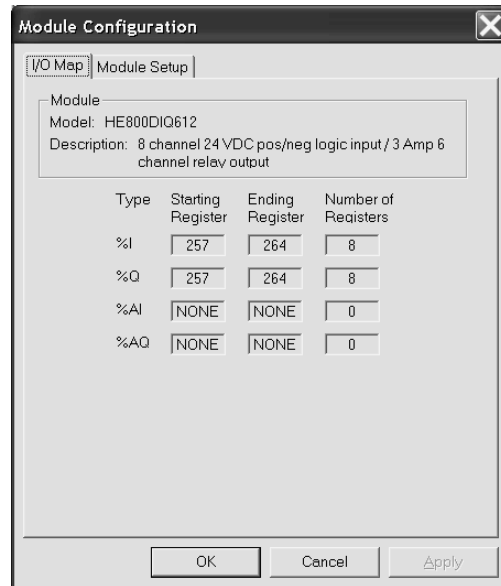 Module Configuration
I/O Map Module Setup
Module
Model: HE800DIQ612
Description: 8 channel 24 VDC pos/neg logic input / 3 Amp 6
channel relay output
Type Starting Register Ending Register Number of Registers
%I 257 264 8
%Q 257 264 8
%AI NONE NONE 0
%AQ NONE NONE 0
OK Cancel Apply